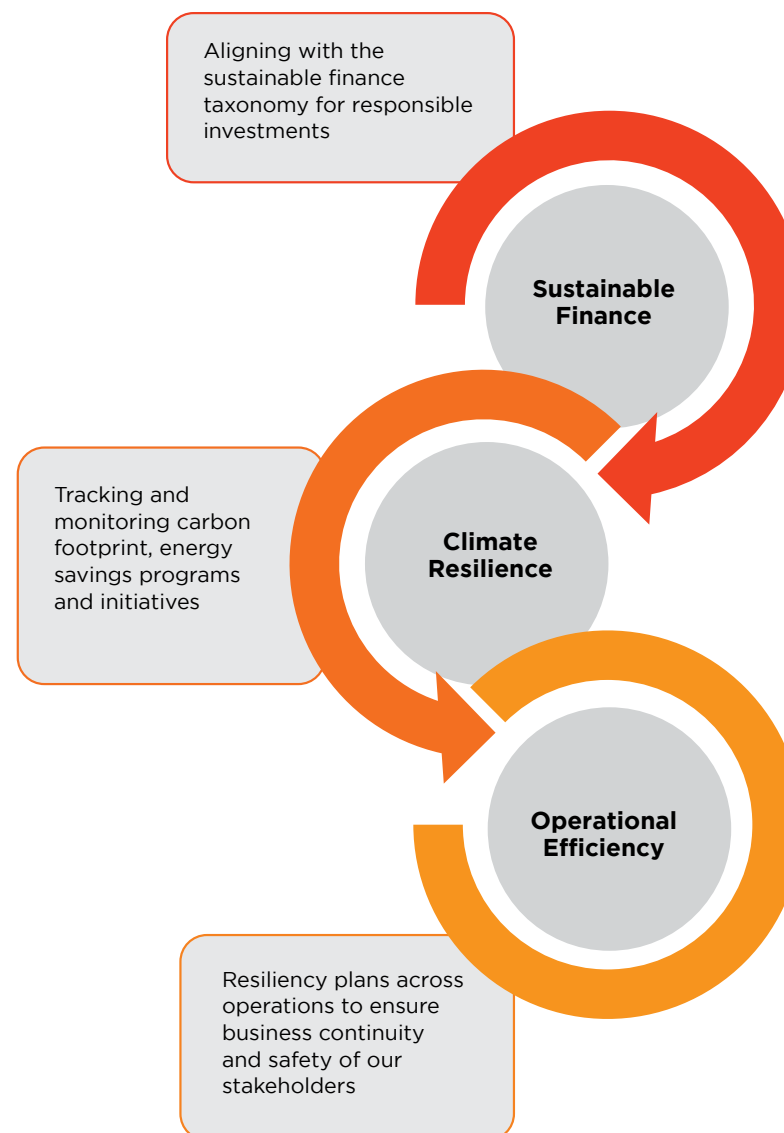 Aligning with the
sustainable finance
taxonomy for responsible
investments
Sustainable
Finance
Tracking and
monitoring carbon
footprint, energy
savings programs
and initiatives
Climate
Resilience
Operational
Efficiency
Resiliency plans across
operations to ensure
business continuity
and safety of our
stakeholders